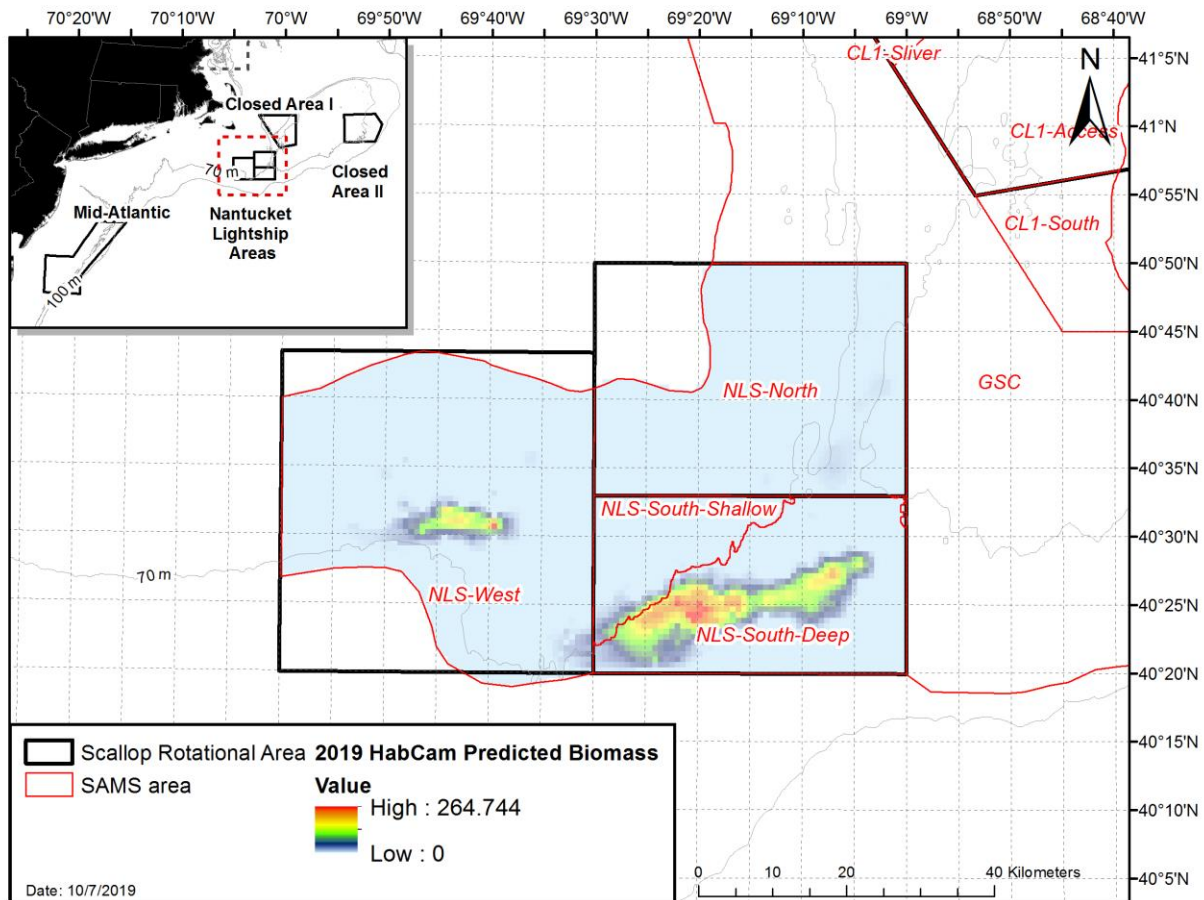 70°20'W 70°10'W 70°W 69°50'W 69°40'W 69°30'W 69°20'W 69°10'W 69°W 68°50'W 68°40'W
41°5'N
41°N
40°55'N
40°50'N
40°45'N
40°40'N
40°35'N
40°30'N
40°25'N
40°20'N
40°15'N
40°10'N
40°5'N
Closed Area I
70 m
Closed
Area II
Mid-Atlantic
Nantucket
Lightship
Areas
100 m
N
CL1-Sliver
CL1-Access
CL1-South
GSC
NLS-North
NLS-South-Shallow
70 m
NLS-West
NLS-South-Deep
Scallop Rotational Area
SAMS area
2019 HabCam Predicted Biomass
Value
High : 264.744
Low : 0
0 10 20 40 Kilometers
Date: 10/7/2019